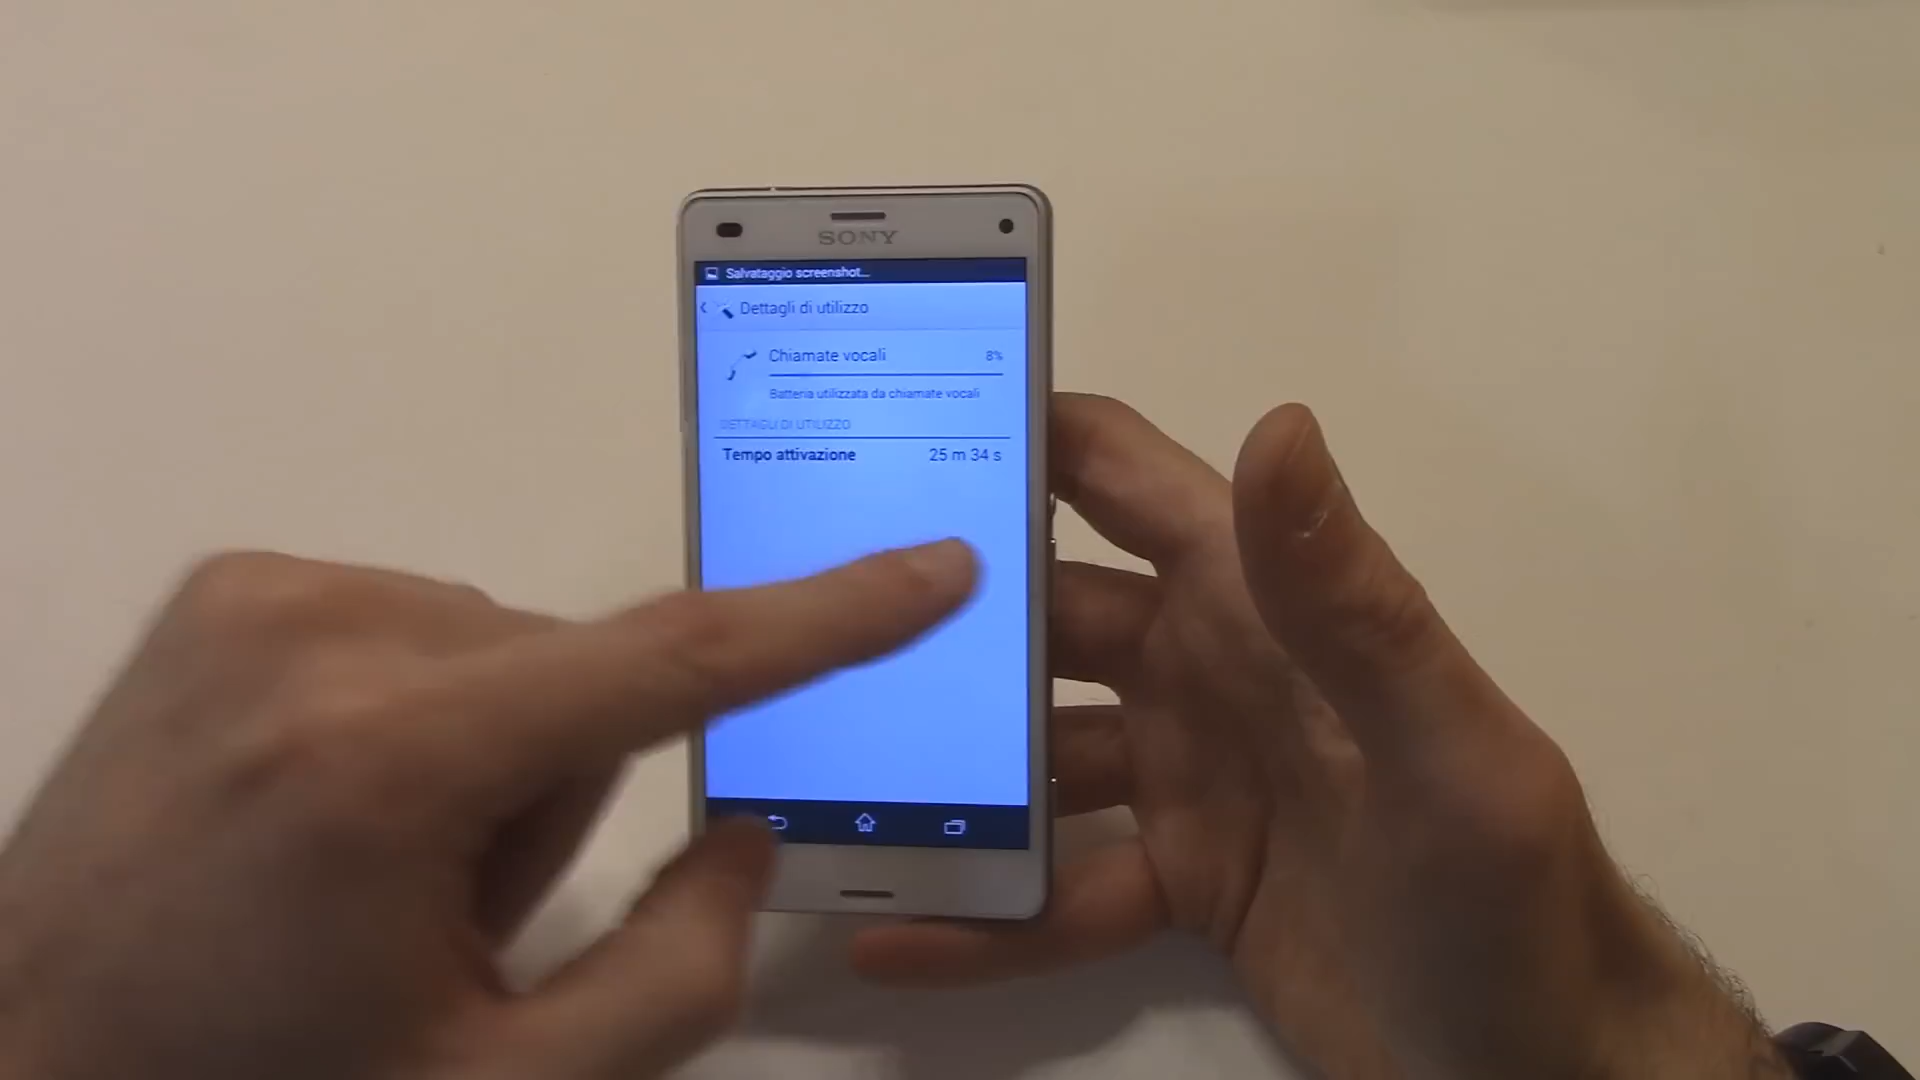 SONY
Salvataggio screenshot...
Dettagli di utilizzo
Chiamate vocali 8%
Batteria utilizzata da chiamate vocali
DETTAGLI DI UTILIZZO
Tempo attivazione 25 m 34 s